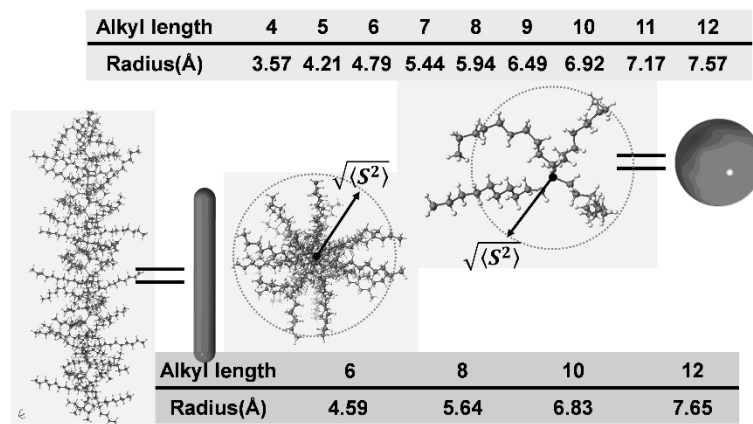 Alkyl length 4 5 6 7 8 9 10 11 12
Radius(Å) 3.57 4.21 4.79 5.44 5.94 6.49 6.92 7.17 7.57
√⟨S²⟩
√⟨S²⟩
Alkyl length 6 8 10 12
Radius(Å) 4.59 5.64 6.83 7.65